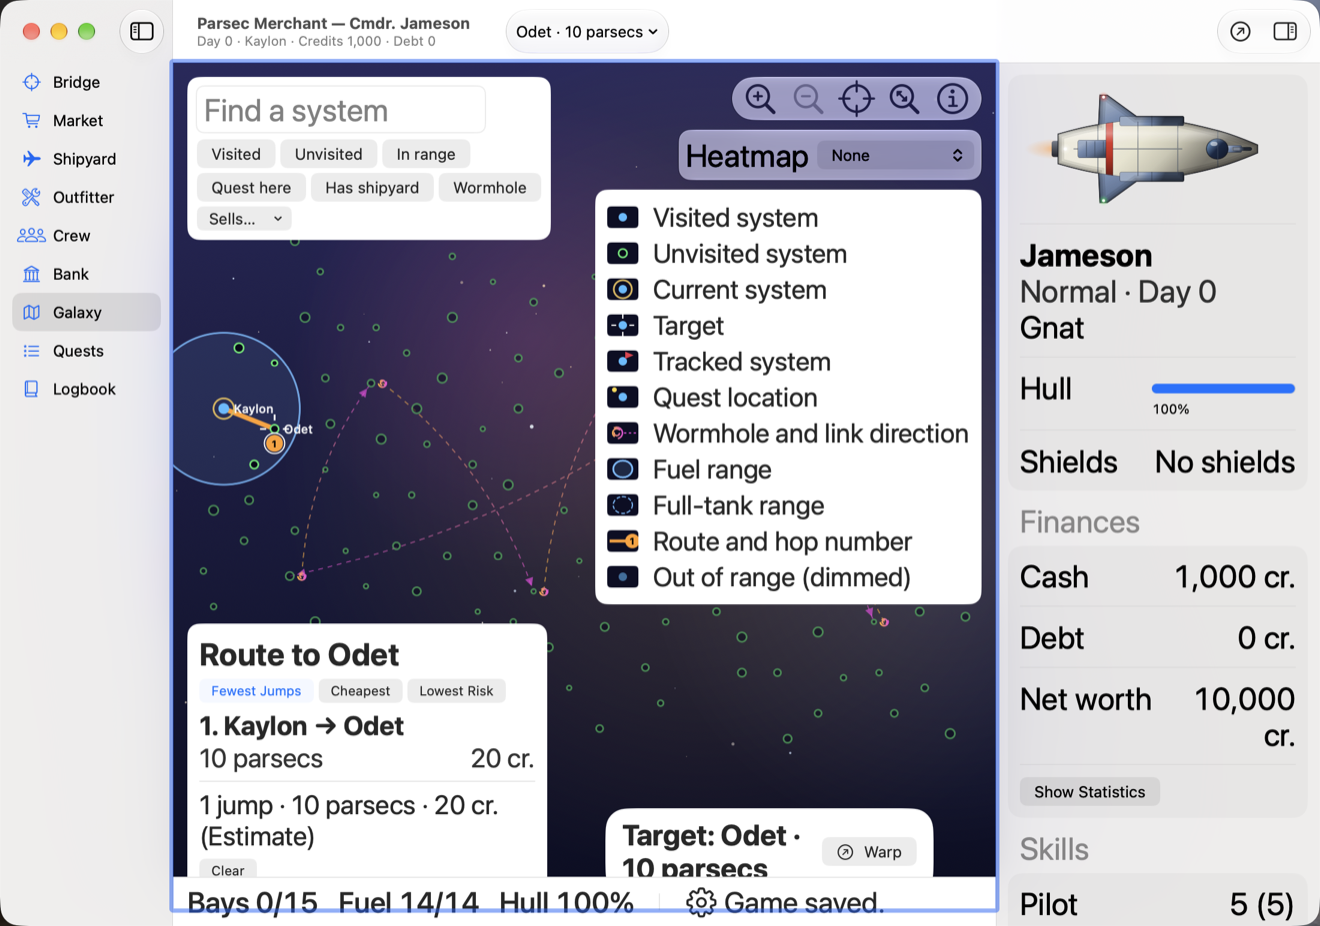 Parsec Merchant — Cmdr. Jameson
Day 0 · Kaylon · Credits 1,000 · Debt 0
Odet · 10 parsecs
Bridge
Market
Shipyard
Outfitter
Crew
Bank
Galaxy
Quests
Logbook
Find a system
Visited
Unvisited
In range
Quest here
Has shipyard
Wormhole
Sells...
Heatmap
None
Visited system
Unvisited system
Current system
Target
Tracked system
Quest location
Wormhole and link direction
Fuel range
Full-tank range
1
Route and hop number
Out of range (dimmed)
Kaylon
Odet
1
Route to Odet
Fewest Jumps
Cheapest
Lowest Risk
1. Kaylon → Odet
10 parsecs
20 cr.
1 jump · 10 parsecs · 20 cr.
(Estimate)
Clear
Target: Odet ·
10 parsecs
Warp
Bays 0/15
Fuel 14/14
Hull 100%
Game saved.
Jameson
Normal · Day 0
Gnat
Hull
100%
Shields
No shields
Finances
Cash
1,000 cr.
Debt
0 cr.
Net worth
10,000
cr.
Show Statistics
Skills
Pilot
5 (5)